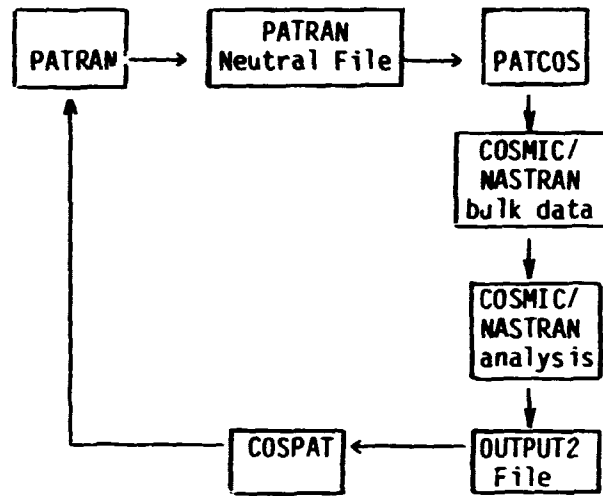 PATRAN
PATRAN
Neutral File
PATCOS
COSMIC/
NASTRAN
bulk data
COSMIC/
NASTRAN
analysis
OUTPUT2
File
COSPAT